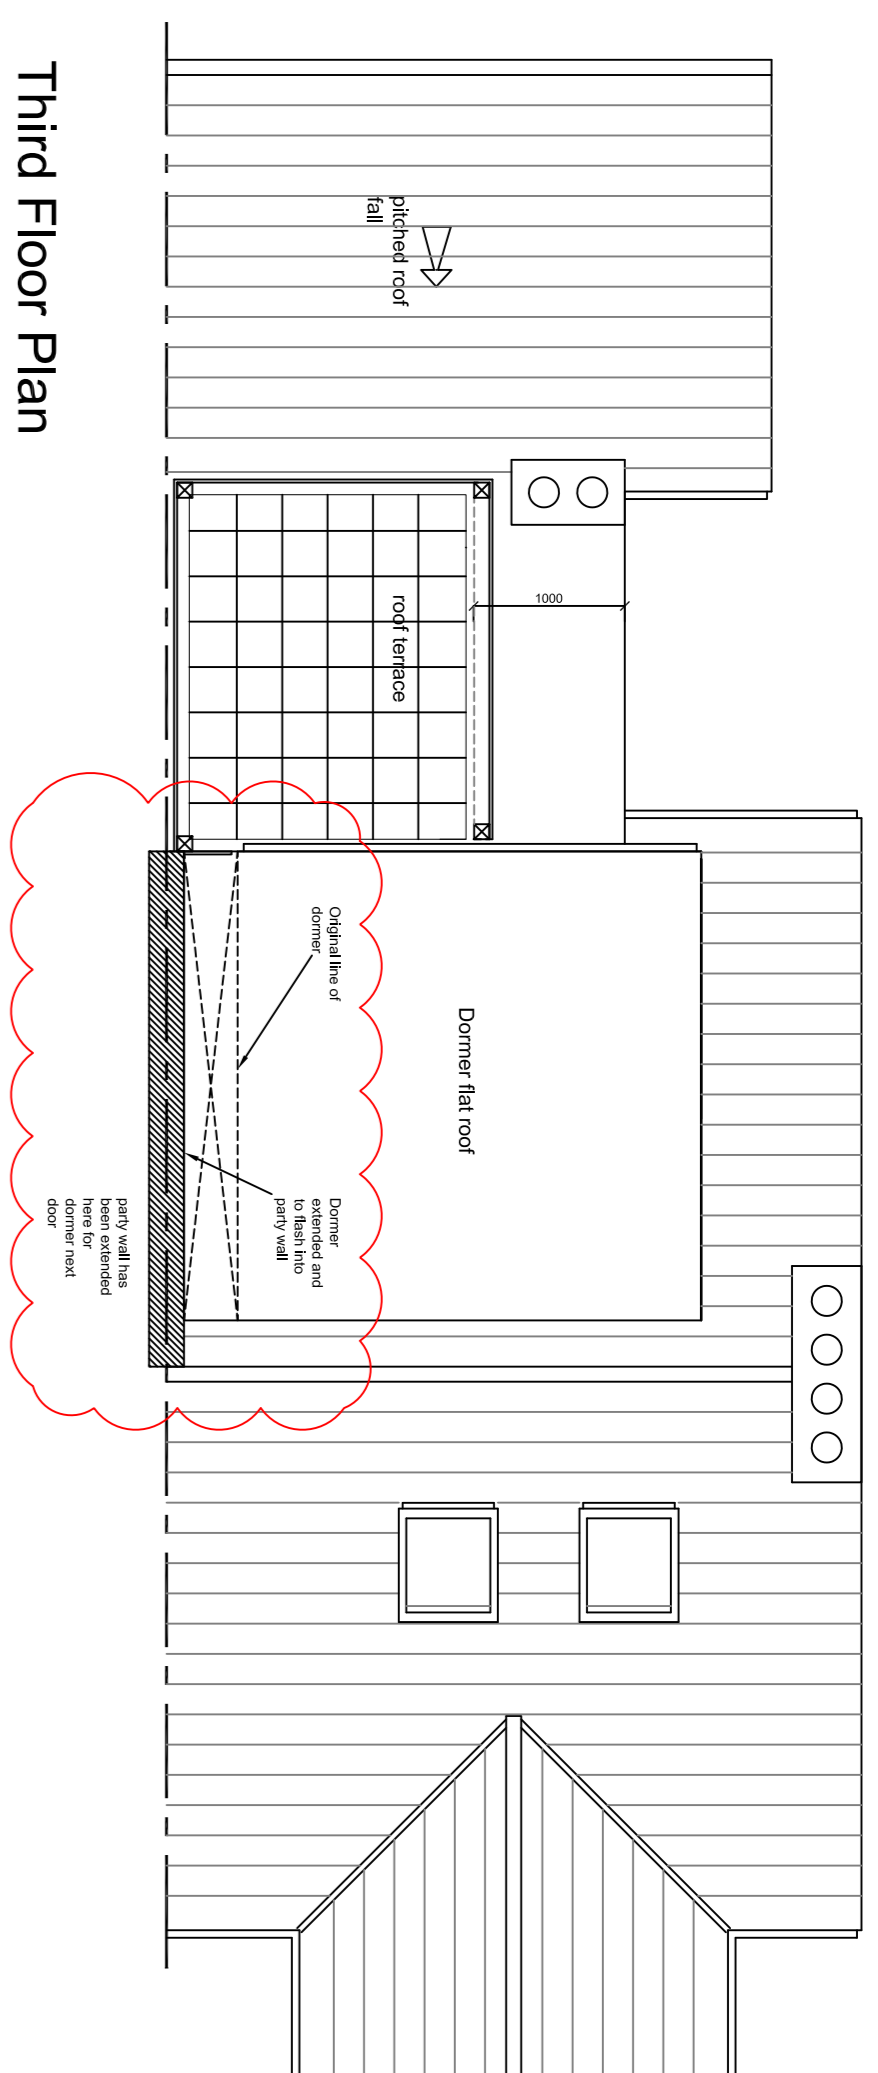 Third Floor Plan
pitched roof
fall
roof terrace
1000
Original line of
dormer
Dormer flat roof
Dormer
extended and
to flash into
party wall
party wall has
been extended
here for
dormer next
door